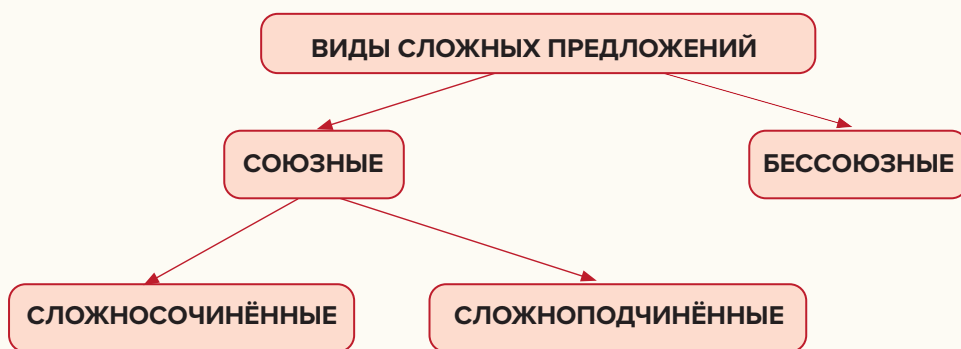 ВИДЫ СЛОЖНЫХ ПРЕДЛОЖЕНИЙ
СОЮЗНЫЕ
БЕССОЮЗНЫЕ
СЛОЖНОСОЧИНЁННЫЕ
СЛОЖНОПОДЧИНЁННЫЕ